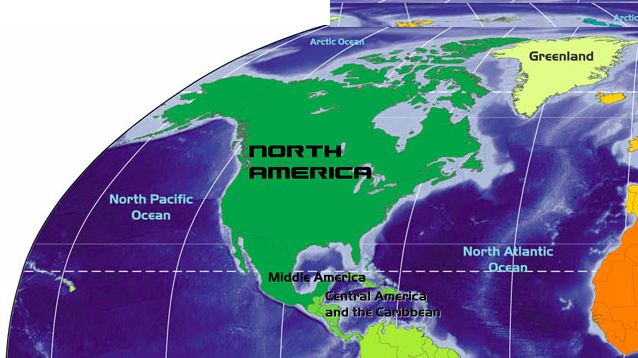 Arctic
Arctic Ocean
Greenland
NORTH
AMERICA
North Pacific
Ocean
North Atlantic
Ocean
Middle America
Central America
and the Caribbean